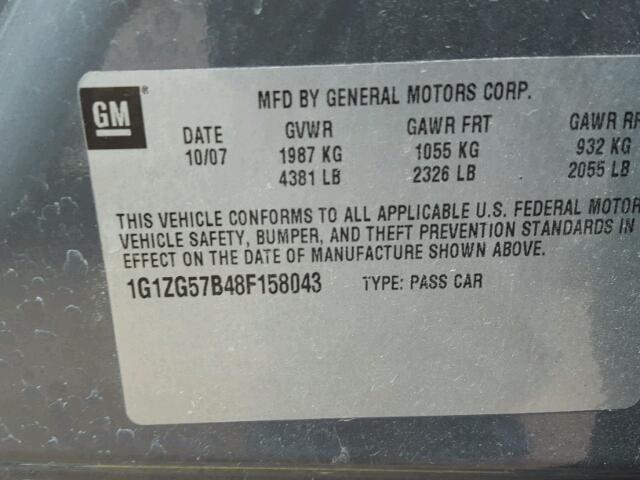 GM®
MFD BY GENERAL MOTORS CORP.
DATE GVWR GAWR FRT GAWR RR
10/07 1987 KG 1055 KG 932 KG
4381 LB 2326 LB 2055 LB
THIS VEHICLE CONFORMS TO ALL APPLICABLE U.S. FEDERAL MOTOR
VEHICLE SAFETY, BUMPER, AND THEFT PREVENTION STANDARDS IN
EFFECT ON THE DATE OF MANUFACTURE SHOWN ABOVE.
1G1ZG57B48F158043 TYPE: PASS CAR